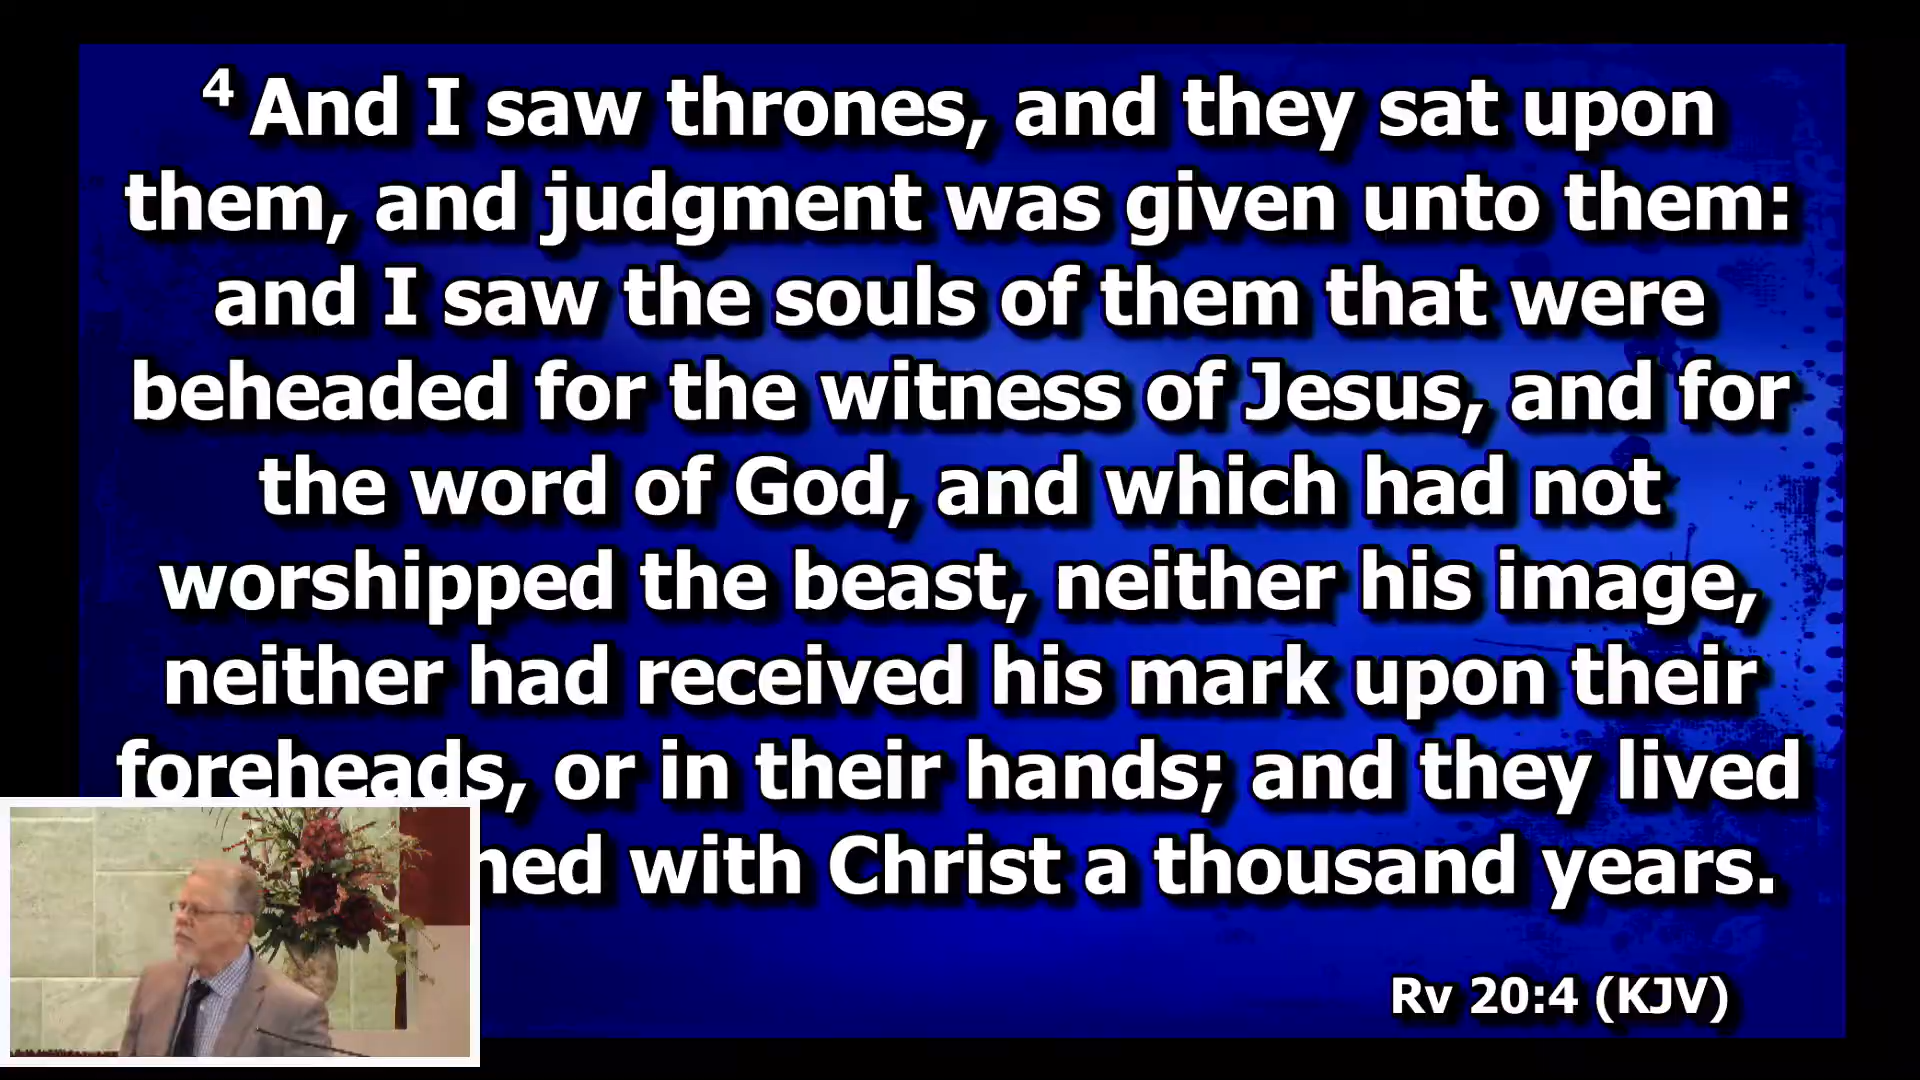 4 And I saw thrones, and they sat upon
them, and judgment was given unto them:
and I saw the souls of them that were
beheaded for the witness of Jesus, and for
the word of God, and which had not
worshipped the beast, neither his image,
neither had received his mark upon their
foreheads, or in their hands; and they lived
with Christ a thousand years.
Rv 20:4 (KJV)